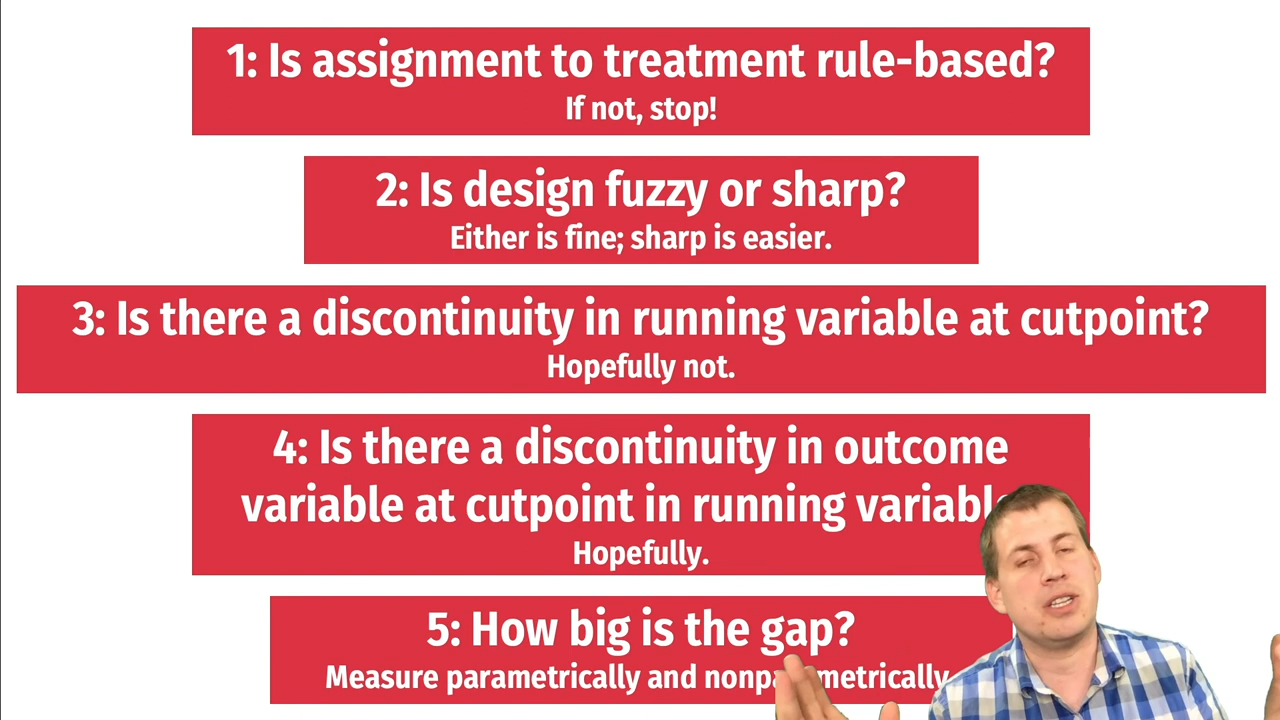 1: Is assignment to treatment rule-based?
If not, stop!
2: Is design fuzzy or sharp?
Either is fine; sharp is easier.
3: Is there a discontinuity in running variable at cutpoint?
Hopefully not.
4: Is there a discontinuity in outcome
variable at cutpoint in running
Hopefully.
5: How big is the gap?
Measure parametrically and